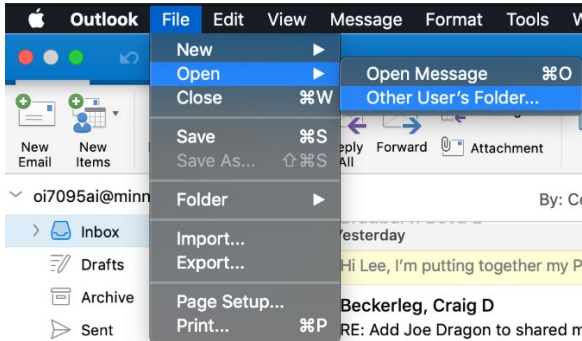 Outlook File Edit View Message Format Tools
New
Open
Close ⌘W
Save ⌘S
Save As... ⇧⌘S
Folder
Import...
Export...
Page Setup...
Print... ⌘P
Open Message ⌘O
Other User's Folder...
New Email
New Items
eply All
Forward
Attachment
oi7095ai@minn
By: Co
Inbox
Drafts
Archive
Sent
Yesterday
Hi Lee, I'm putting together my P
Beckerleg, Craig D
RE: Add Joe Dragon to shared m